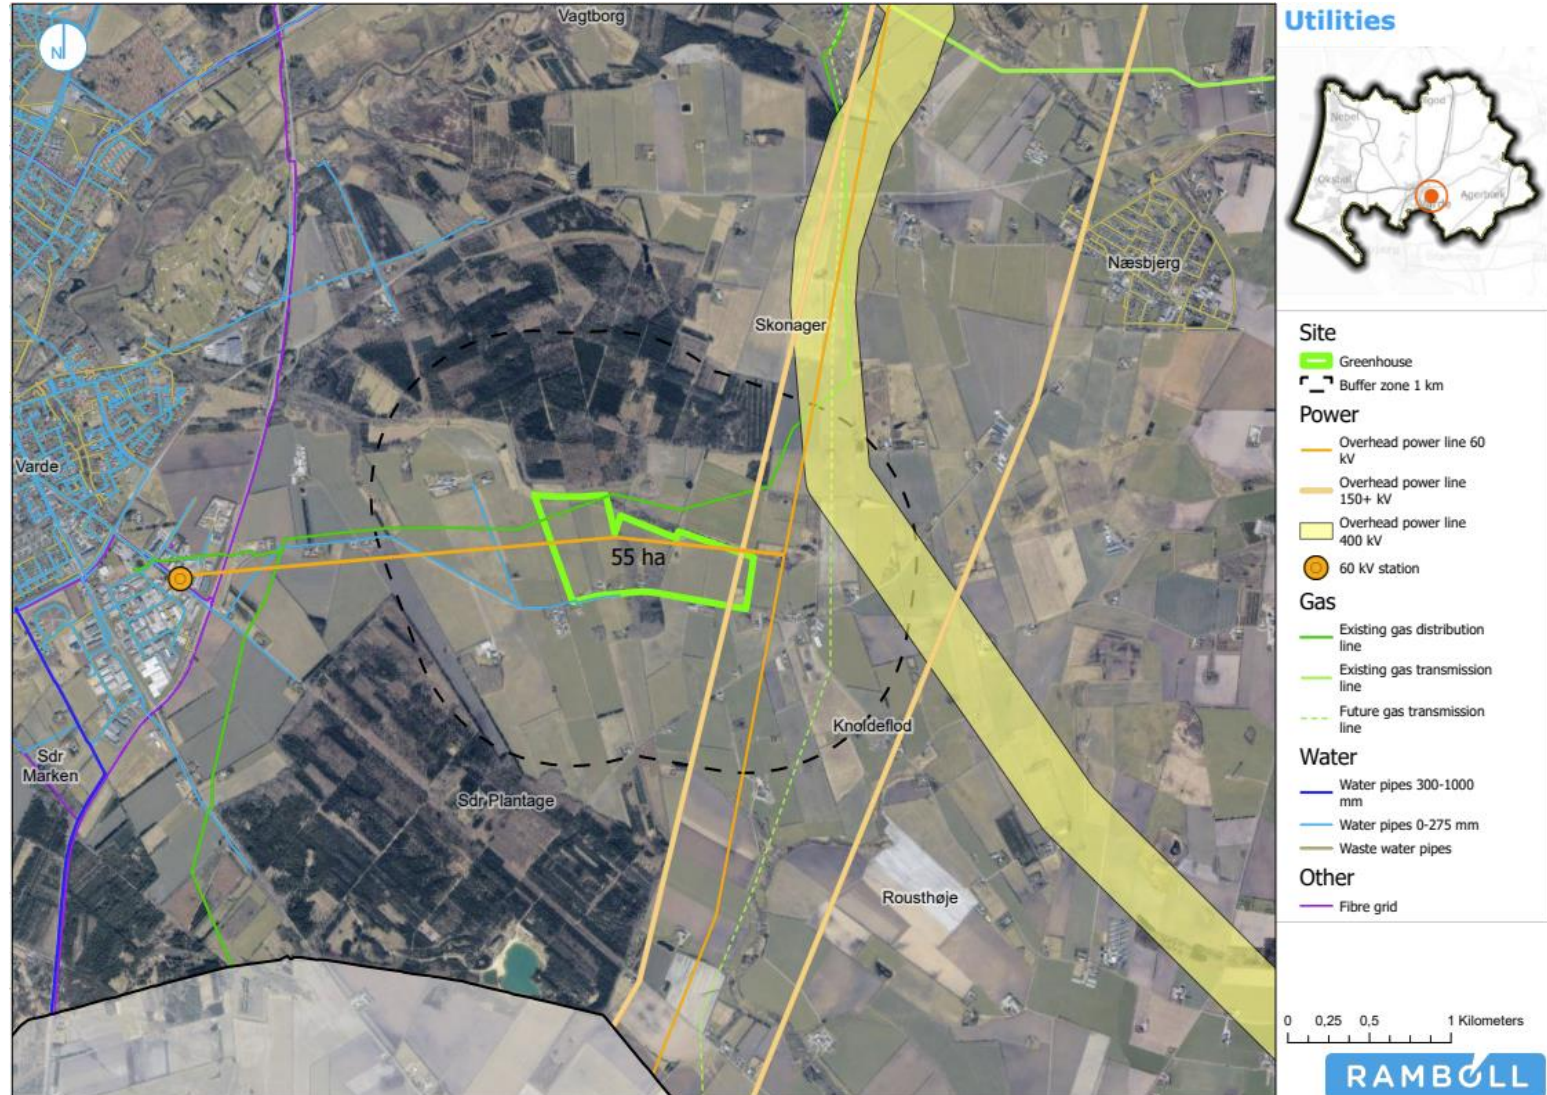 Utilities
N
Vagtborg
Næsbjerg
Skonager
Varde
55 ha
Knoldeflod
Sdr
Marken
Sdr Plantage
Rousthøje
Nebel
Oksbøl
Agerbæk
Site
Greenhouse
Buffer zone 1 km
Power
Overhead power line 60
kV
Overhead power line
150+ kV
Overhead power line
400 kV
60 kV station
Gas
Existing gas distribution
line
Existing gas transmission
line
Future gas transmission
line
Water
Water pipes 300-1000
mm
Water pipes 0-275 mm
Waste water pipes
Other
Fibre grid
0 0,25 0,5 1 Kilometers
RAMBOLL